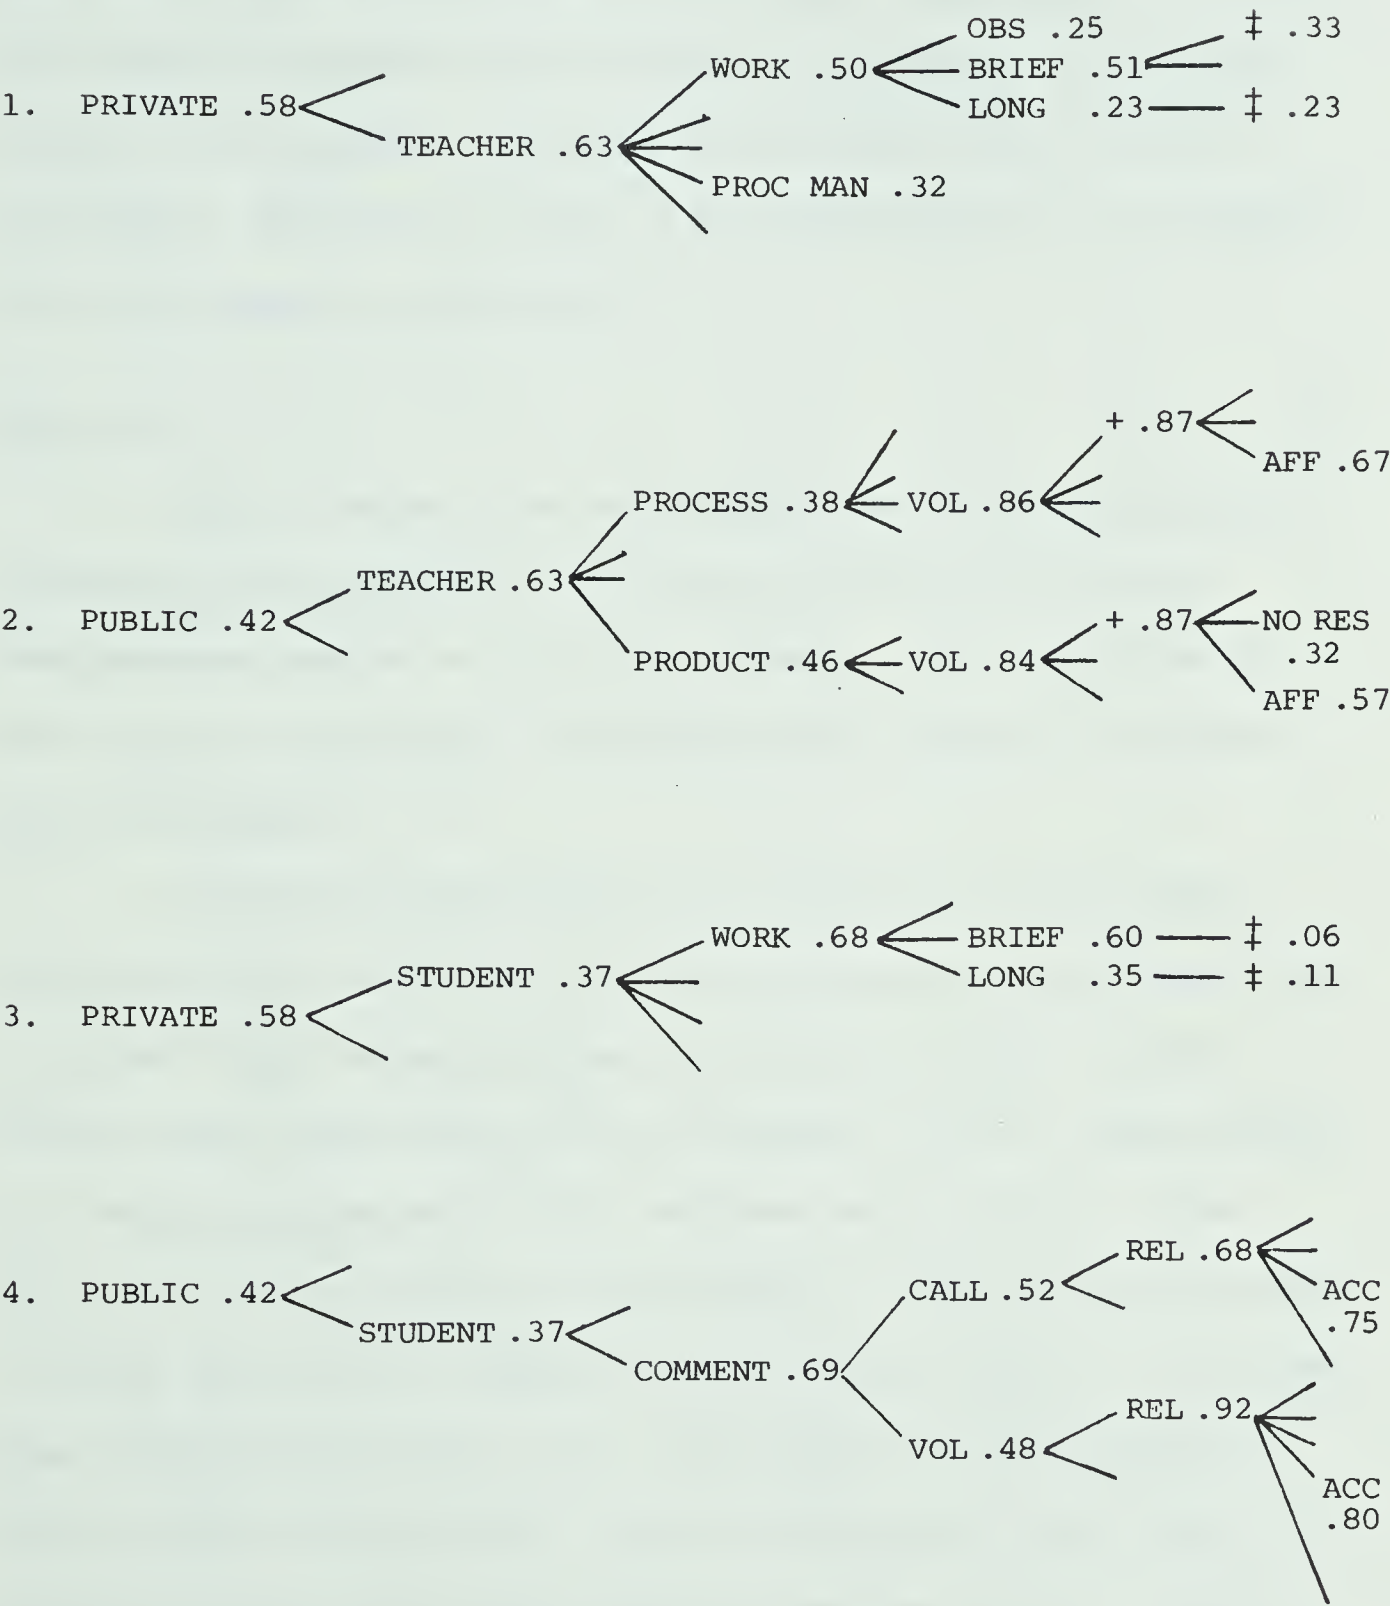 OBS .25 ‡ .33
WORK .50 BRIEF .51
1. PRIVATE .58 LONG .23 ‡ .23
TEACHER .63
PROC MAN .32
+ .87
AFF .67
PROCESS .38 VOL .86
TEACHER .63
2. PUBLIC .42 + .87 NO RES
.32
PRODUCT .46 VOL .84
AFF .57
WORK .68 BRIEF .60 ‡ .06
STUDENT .37 LONG .35 ‡ .11
3. PRIVATE .58
REL .68
4. PUBLIC .42 CALL .52 ACC
.75
STUDENT .37
COMMENT .69
REL .92
VOL .48
ACC
.80